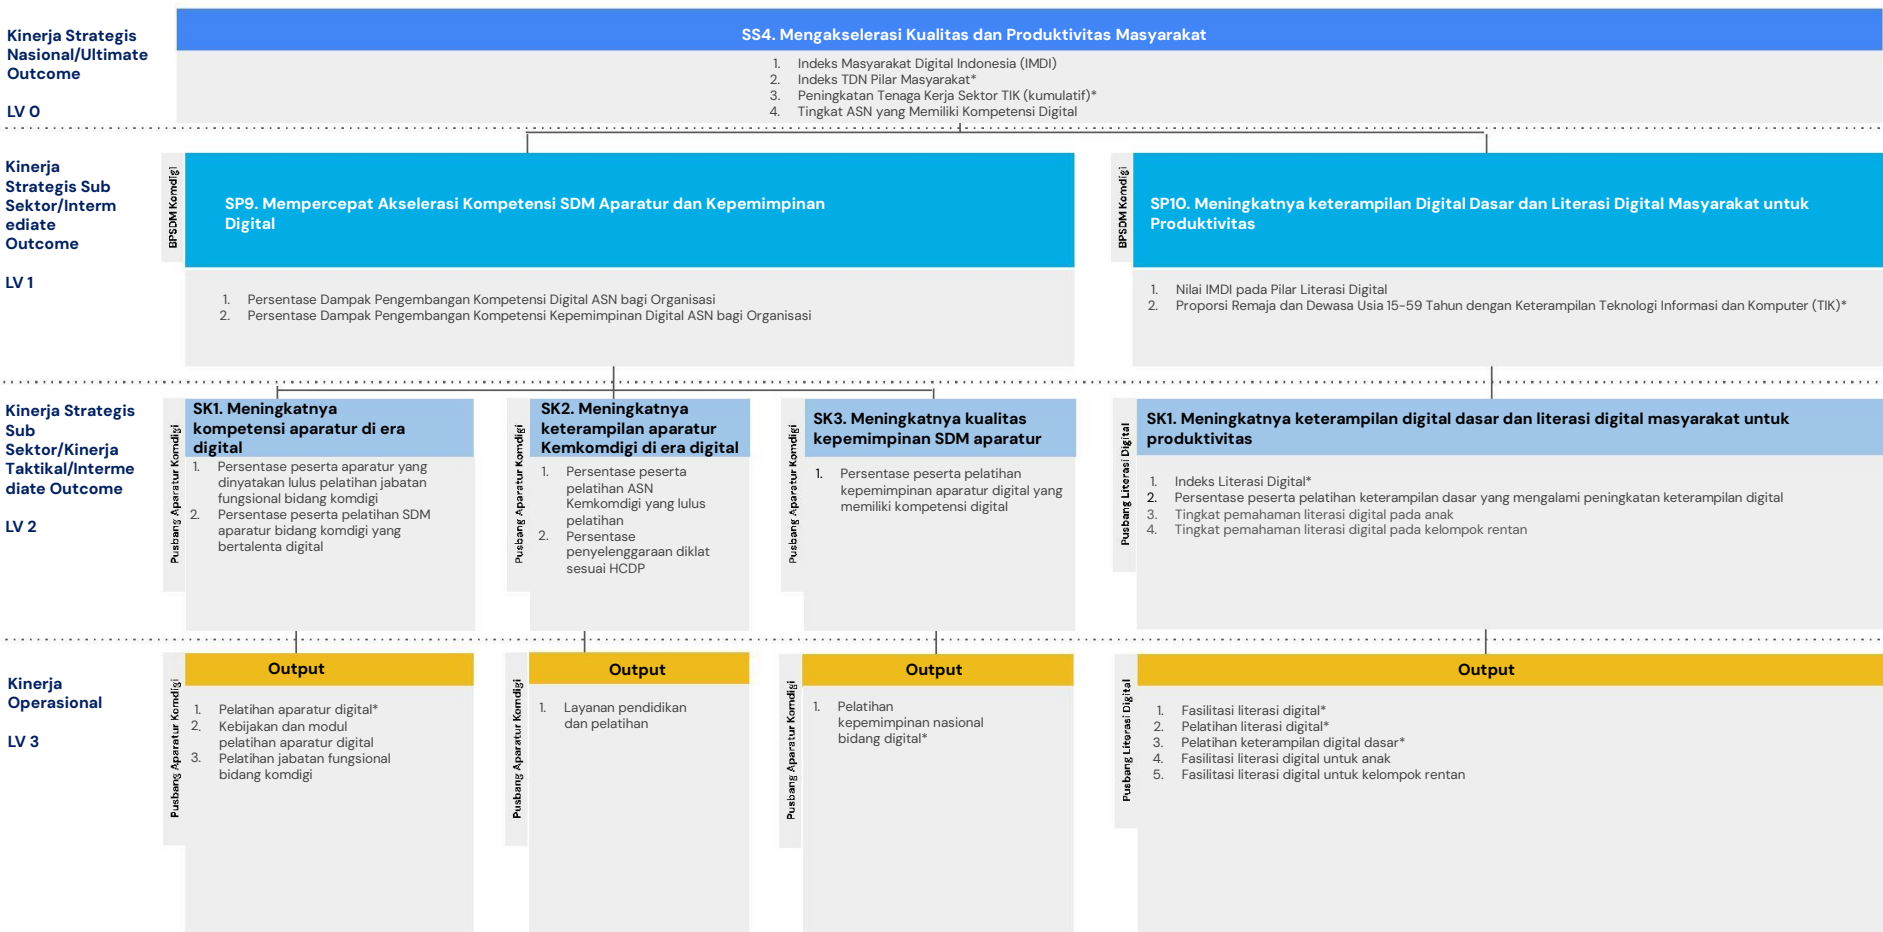 Kinerja Strategis
Nasional/Ultimate
Outcome
LV 0
SS4. Mengakselerasi Kualitas dan Produktivitas Masyarakat
1. Indeks Masyarakat Digital Indonesia (IMDI)
2. Indeks TDN Pilar Masyarakat*
3. Peningkatan Tenaga Kerja Sektor TIK (kumulatif)*
4. Tingkat ASN yang Memiliki Kompetensi Digital
Kinerja
Strategis Sub
Sektor/Interm
ediate
Outcome
LV 1
BPSDM Komdigi
SP9. Mempercepat Akselerasi Kompetensi SDM Aparatur dan Kepemimpinan
Digital
1. Persentase Dampak Pengembangan Kompetensi Digital ASN bagi Organisasi
2. Persentase Dampak Pengembangan Kompetensi Kepemimpinan Digital ASN bagi Organisasi
BPSDM Komdigi
SP10. Meningkatnya keterampilan Digital Dasar dan Literasi Digital Masyarakat untuk
Produktivitas
1. Nilai IMDI pada Pilar Literasi Digital
2. Proporsi Remaja dan Dewasa Usia 15-59 Tahun dengan Keterampilan Teknologi Informasi dan Komputer (TIK)*
Kinerja Strategis
Sub
Sektor/Kinerja
Taktikal/Interme
diate Outcome
LV 2
Pusbang Aparatur Komdigi
SK1. Meningkatnya
kompetensi aparatur di era
digital
1. Persentase peserta aparatur yang
dinyatakan lulus pelatihan jabatan
fungsional bidang komdigi
2. Persentase peserta pelatihan SDM
aparatur bidang komdigi yang
bertalenta digital
Pusbang Aparatur Komdigi
SK2. Meningkatnya
keterampilan aparatur
Kemkomdigi di era digital
1. Persentase peserta
pelatihan ASN
Kemkomdigi yang lulus
pelatihan
2. Persentase
penyelenggaraan diklat
sesuai HCDP
Pusbang Aparatur Komdigi
SK3. Meningkatnya kualitas
kepemimpinan SDM aparatur
1. Persentase peserta pelatihan
kepemimpinan aparatur digital yang
memiliki kompetensi digital
Pusbang Literasi Digital
SK1. Meningkatnya keterampilan digital dasar dan literasi digital masyarakat untuk
produktivitas
1. Indeks Literasi Digital*
2. Persentase peserta pelatihan keterampilan dasar yang mengalami peningkatan keterampilan digital
3. Tingkat pemahaman literasi digital pada anak
4. Tingkat pemahaman literasi digital pada kelompok rentan
Kinerja
Operasional
LV 3
Pusbang Aparatur Komdigi
Output
1. Pelatihan aparatur digital*
2. Kebijakan dan modul
pelatihan aparatur digital
3. Pelatihan jabatan fungsional
bidang komdigi
Pusbang Aparatur Komdigi
Output
1. Layanan pendidikan
dan pelatihan
Pusbang Aparatur Komdigi
Output
1. Pelatihan
kepemimpinan nasional
bidang digital*
Pusbang Literasi Digital
Output
1. Fasilitasi literasi digital*
2. Pelatihan literasi digital*
3. Pelatihan keterampilan digital dasar*
4. Fasilitasi literasi digital untuk anak
5. Fasilitasi literasi digital untuk kelompok rentan